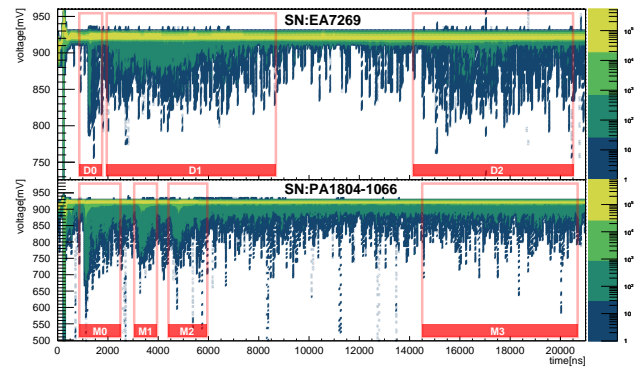 SN:EA7269
voltage[mV]
950
900
850
800
750
D0
D1
D2
10⁵
10⁴
10³
10²
10
1
SN:PA1804-1066
voltage[mV]
950
900
850
800
750
700
650
600
550
500
M0
M1
M2
M3
10⁵
10⁴
10³
10²
10
1
0 2000 4000 6000 8000 10000 12000 14000 16000 18000 20000
time[ns]